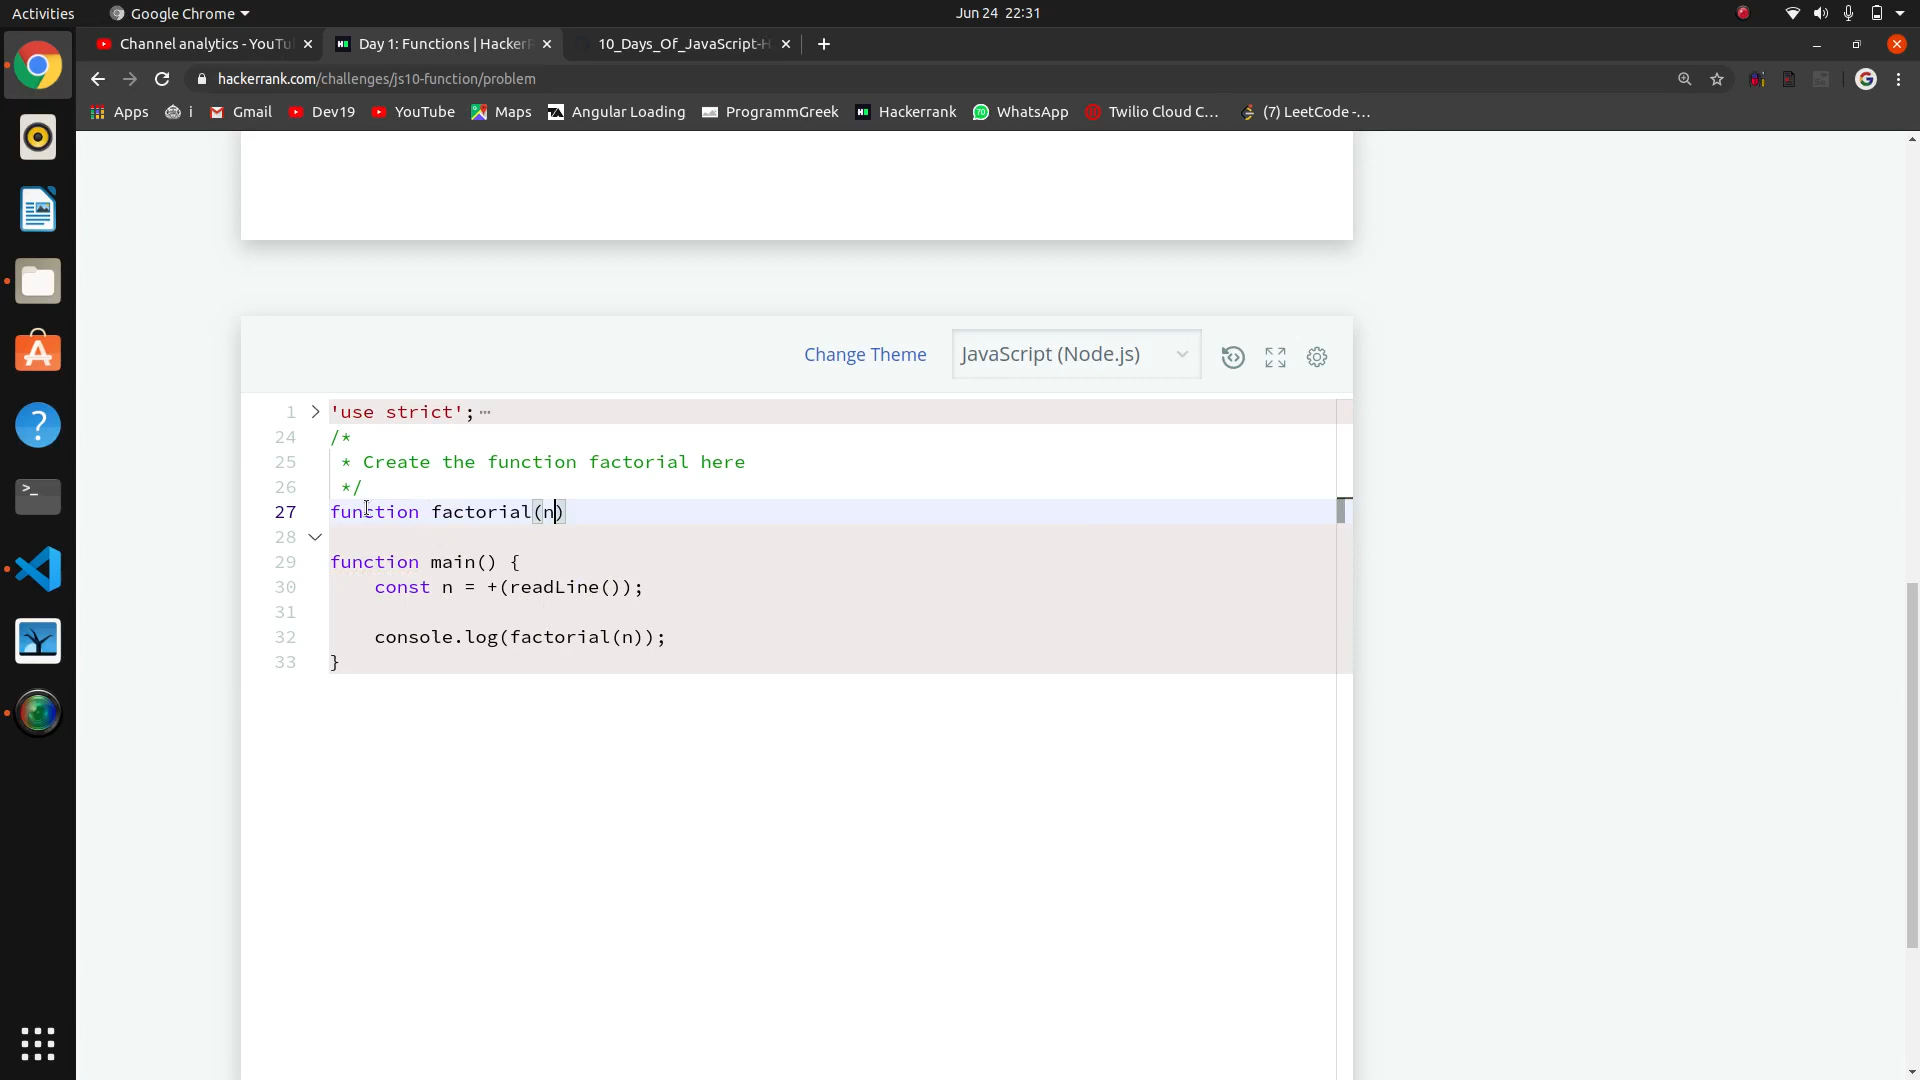 Activities
Google Chrome
Jun 24 22:31
Channel analytics - YouTu
Day 1: Functions | HackerR
10_Days_Of_JavaScript-H
hackerrank.com/challenges/js10-function/problem
Apps
i
Gmail
Dev19
YouTube
Maps
Angular Loading
ProgrammGreek
Hackerrank
WhatsApp
Twilio Cloud C...
(7) LeetCode -...
Change Theme
JavaScript (Node.js)
1 'use strict';
24 /*
25 * Create the function factorial here
26 */
27 function factorial(n)
28
29 function main() {
30 const n = +(readLine());
31
32 console.log(factorial(n));
33 }